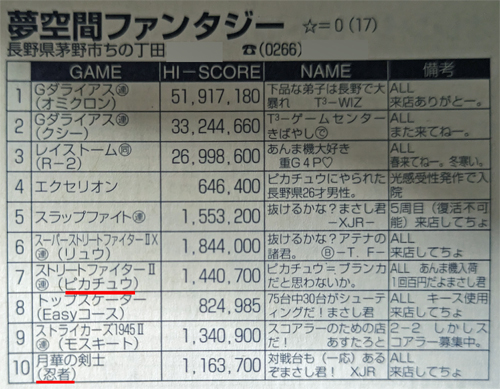 夢空間ファンタジー ☆=0(17)
長野県茅野市ちの丁田 ☎(0266)
GAME HI-SCORE NAME 備考
1 Gダライアス㊤ (オミクロン) 51,917,180 下品な弟子は長野で大暴れ T³-WIZ ALL 来店ありがとー。
2 Gダライアス (クシー) 33,244,660 T³-ゲームセンターきばやしで ALL また来てねー。
3 レイストーム (R-2) 26,998,600 あんま機大好き 重G4P♡ ALL 春来てねー。冬寒い。
4 エクセリオン 646,400 ピカチュウにやられた長野県26才男性。 光感受性発作で入院
5 スラップファイト 1,553,200 抜けるかな?まさし君 -XJR- 5周目(復活不可能)来店してちょ
6 スーパーストリートファイターⅡX (リュウ) 1,844,000 抜けるかな?アテナの諸君。 Ⓑ-T. F- ALL 来店してちょ
7 ストリートファイターⅡ (ピカチュウ) 1,440,700 ピカチュウ=ブランカだと思わないか。 ALL あんま機入荷 1回百円だよまさし君
8 トップスケーター (Easyコース) 824,985 75台中30台がシューティングだ!まさし君! ALL キース使用 来店してちょ
9 ストライカーズ1945Ⅱ (モスキート) 1,340,900 スコアラーのための店だ! あすたろと 2-2 しかしスコアラー募集中。
10 月華の剣士 (忍者) 1,163,700 対戦台も(一応)あるぞまさし君! XJR ALL 来店してちょ